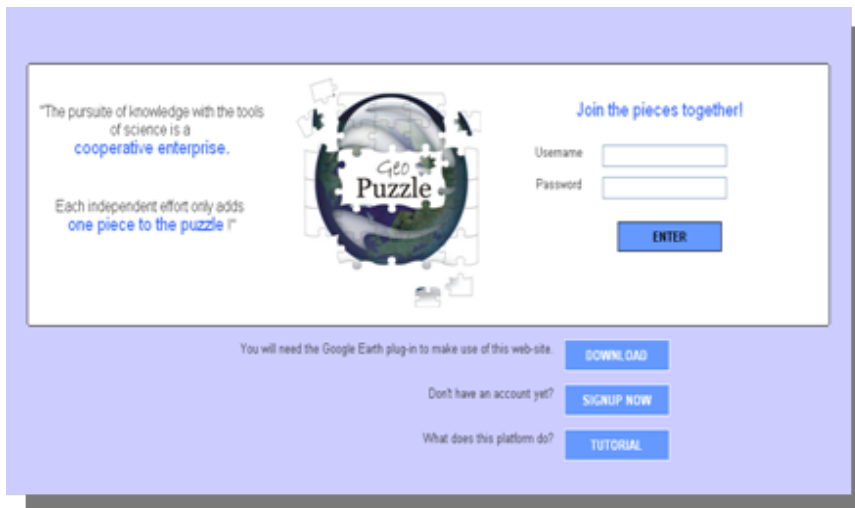 "The pursuite of knowledge with the tools
of science is a
cooperative enterprise.
Each independent effort only adds
one piece to the puzzle !"
Geo
Puzzle
Join the pieces together!
Username
Password
ENTER
You will need the Google Earth plug-in to make use of this web-site.
DOWNLOAD
Don't have an account yet?
SIGNUP NOW
What does this platform do?
TUTORIAL